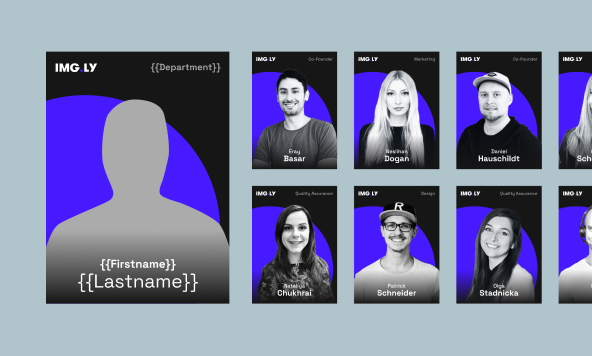 IMG.LY
{{Department}}
{{Firstname}}
{{Lastname}}
IMG.LY
Co-Founder
Eray
Basar
IMG.LY
Marketing
Neslihan
Dogan
IMG.LY
Co-Founder
Daniel
Hauschildt
IMG.LY
IMG.LY
Quality Assurance
Nataliya
Chukhrai
IMG.LY
Design
Patrick
Schneider
IMG.LY
Quality Assurance
Olga
Stadnicka
IMG.LY